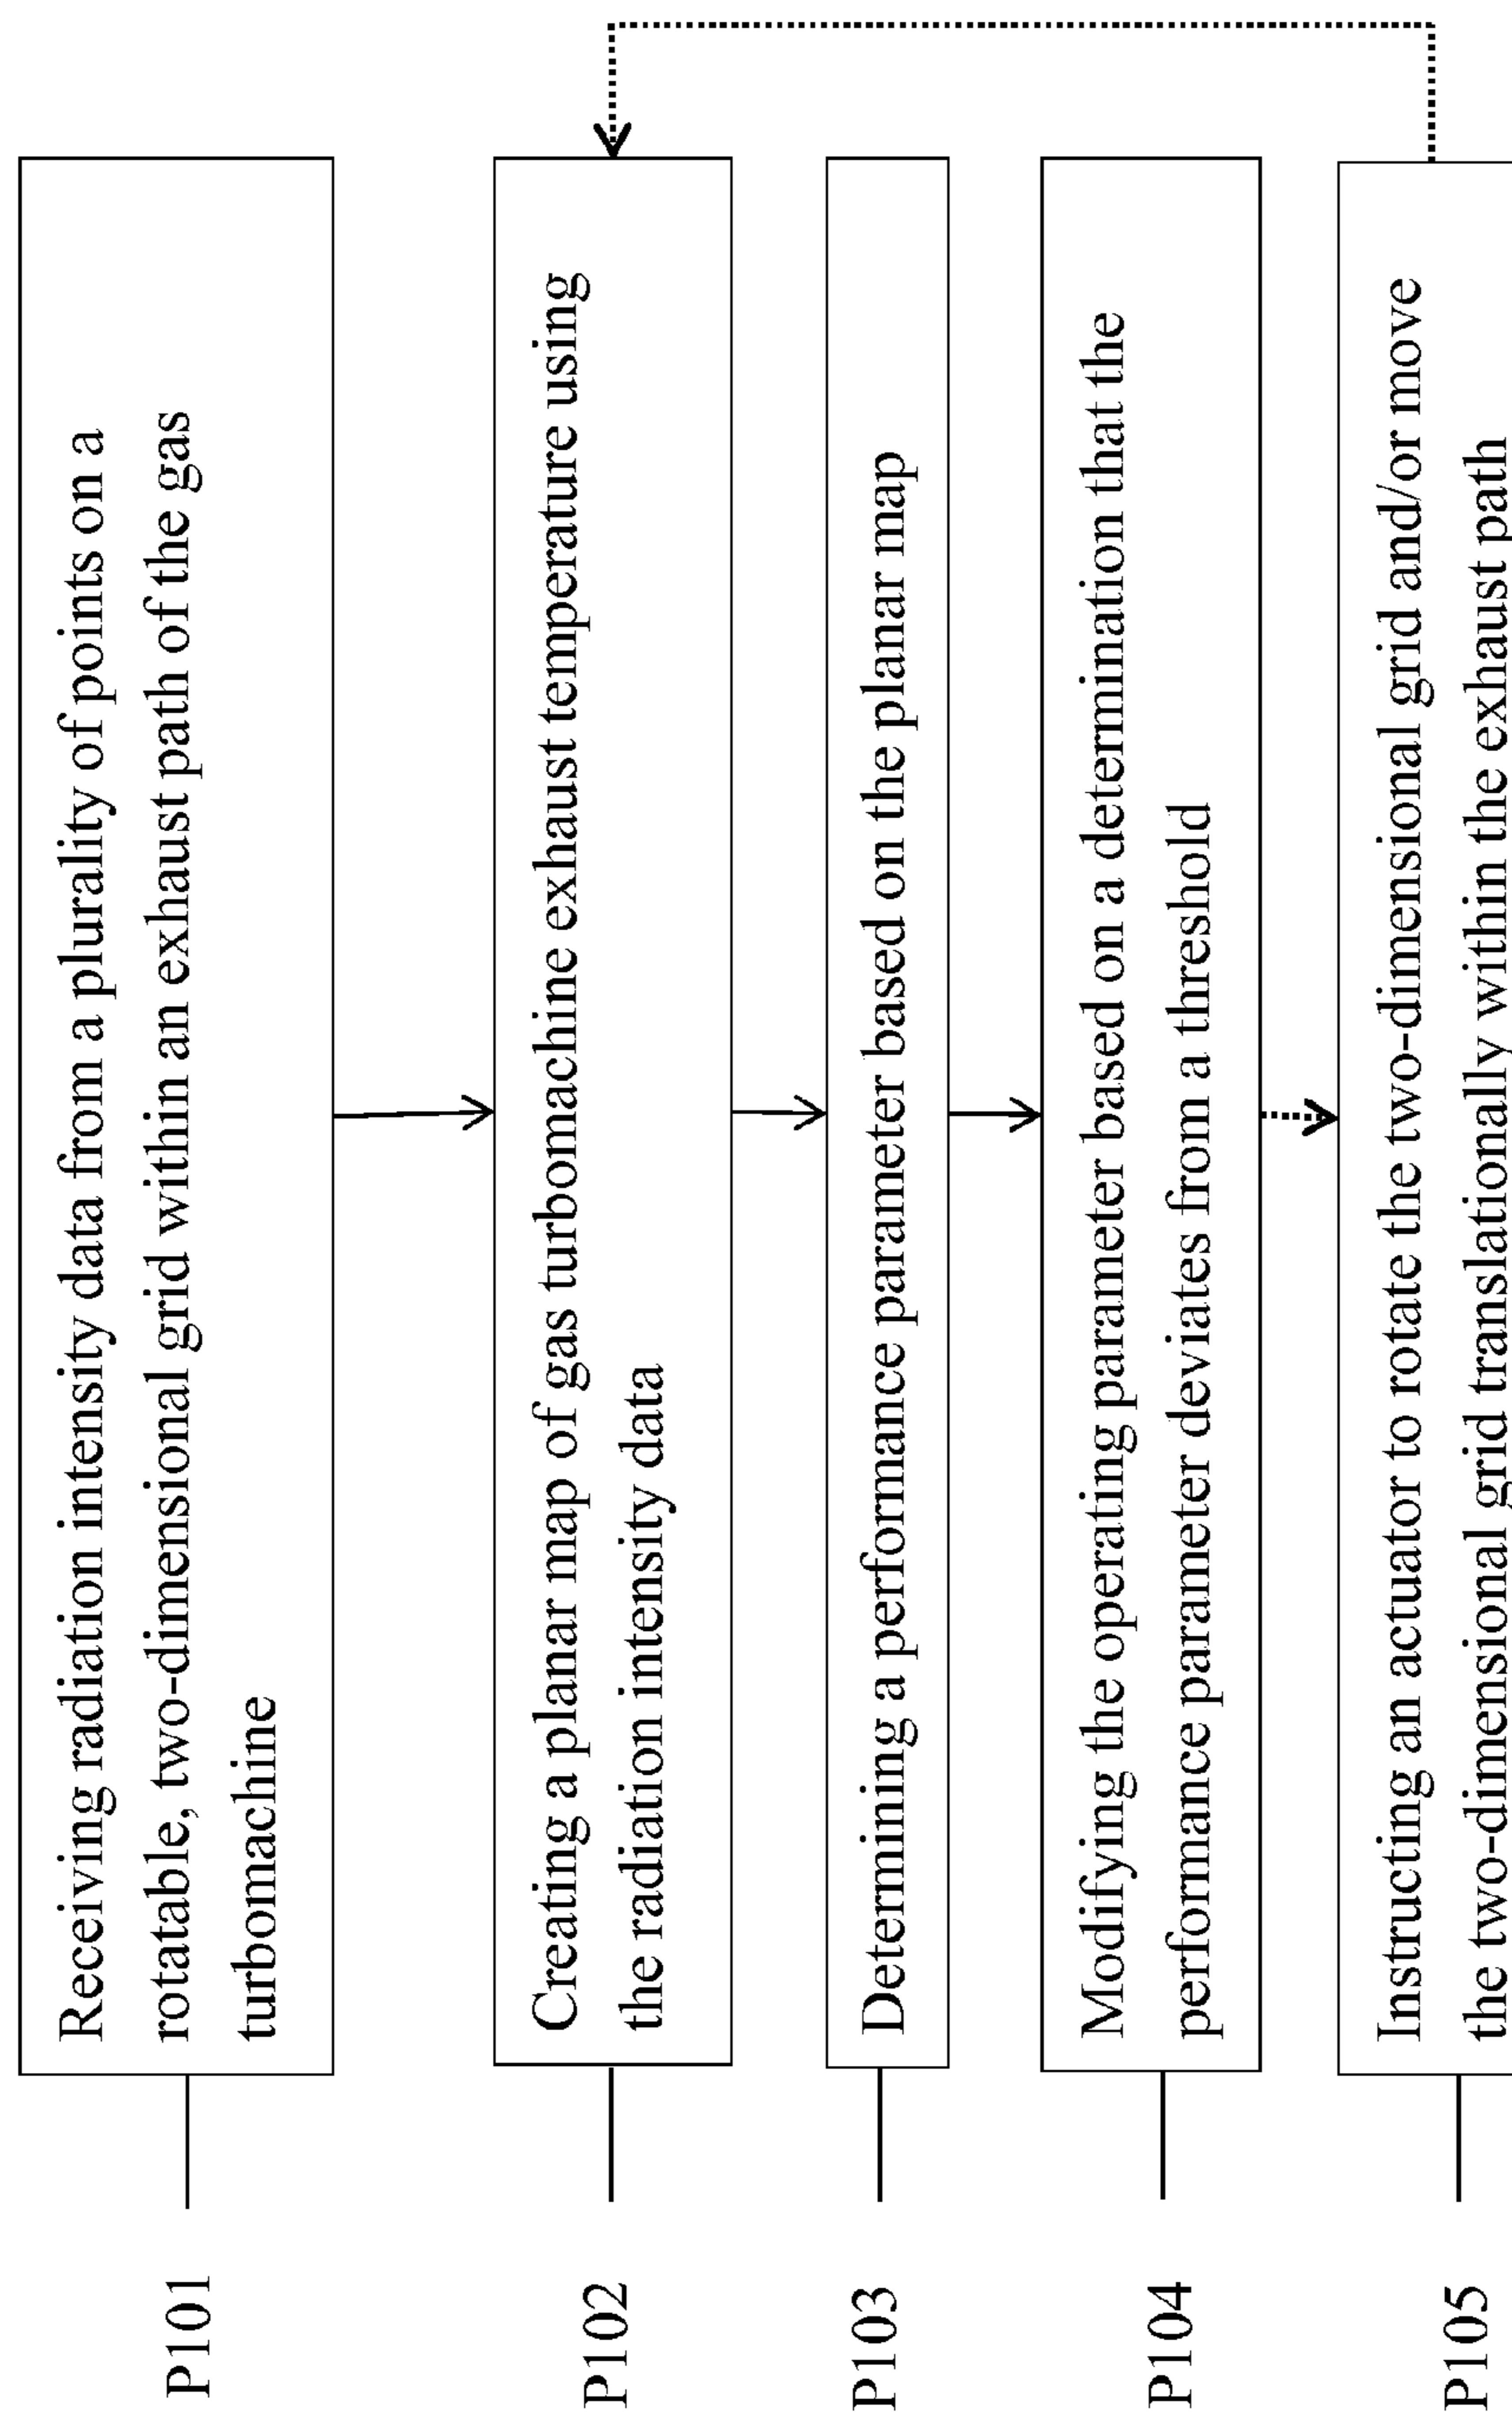 P101
Receiving radiation intensity data from a plurality of points on a
rotatable, two-dimensional grid within an exhaust path of the gas
turbomachine
P102
Creating a planar map of gas turbomachine exhaust temperature using
the radiation intensity data
P103
Determining a performance parameter based on the planar map
P104
Modifying the operating parameter based on a determination that the
performance parameter deviates from a threshold
P105
Instructing an actuator to rotate the two-dimensional grid and/or move
the two-dimensional grid translationally within the exhaust path